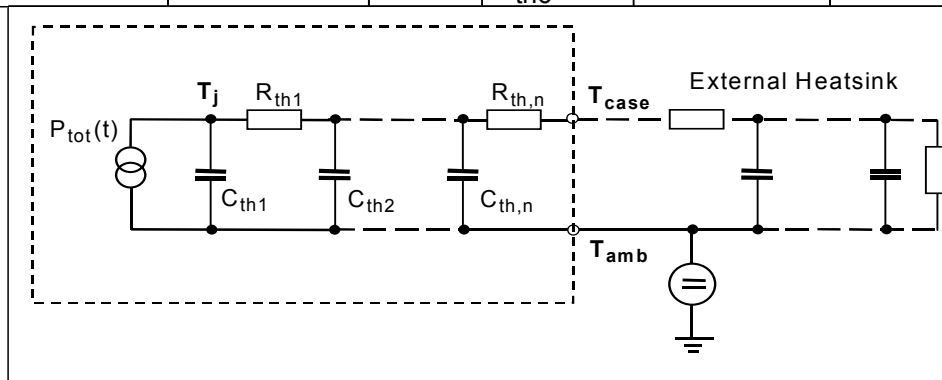 External Heatsink
T_j R_th1 R_th,n T_case
P_tot(t)
C_th1 C_th2 C_th,n
T_amb